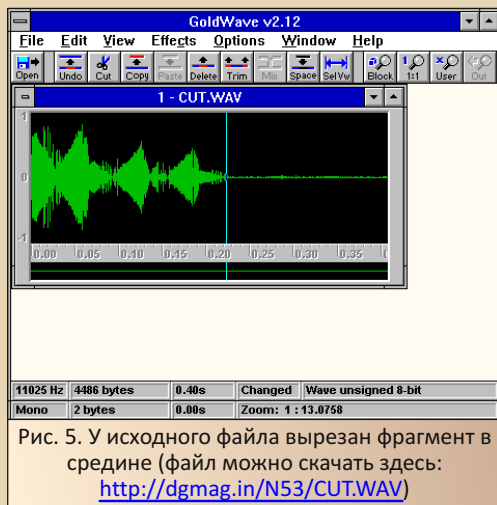 GoldWave v2.12
File Edit View Effects Options Window Help
Open Undo Cut Copy Paste Delete Trim Mix Space SelVw Block 1:1 User Out
1 - CUT.WAV
1
0
-1
0.00 0.05 0.10 0.15 0.20 0.25 0.30 0.35
11025 Hz 4486 bytes 0.40s Changed Wave unsigned 8-bit
Mono 2 bytes 0.00s Zoom: 1 : 13.0758
Рис. 5. У исходного файла вырезан фрагмент в
средине (файл можно скачать здесь:
http://dgmag.in/N53/CUT.WAV)